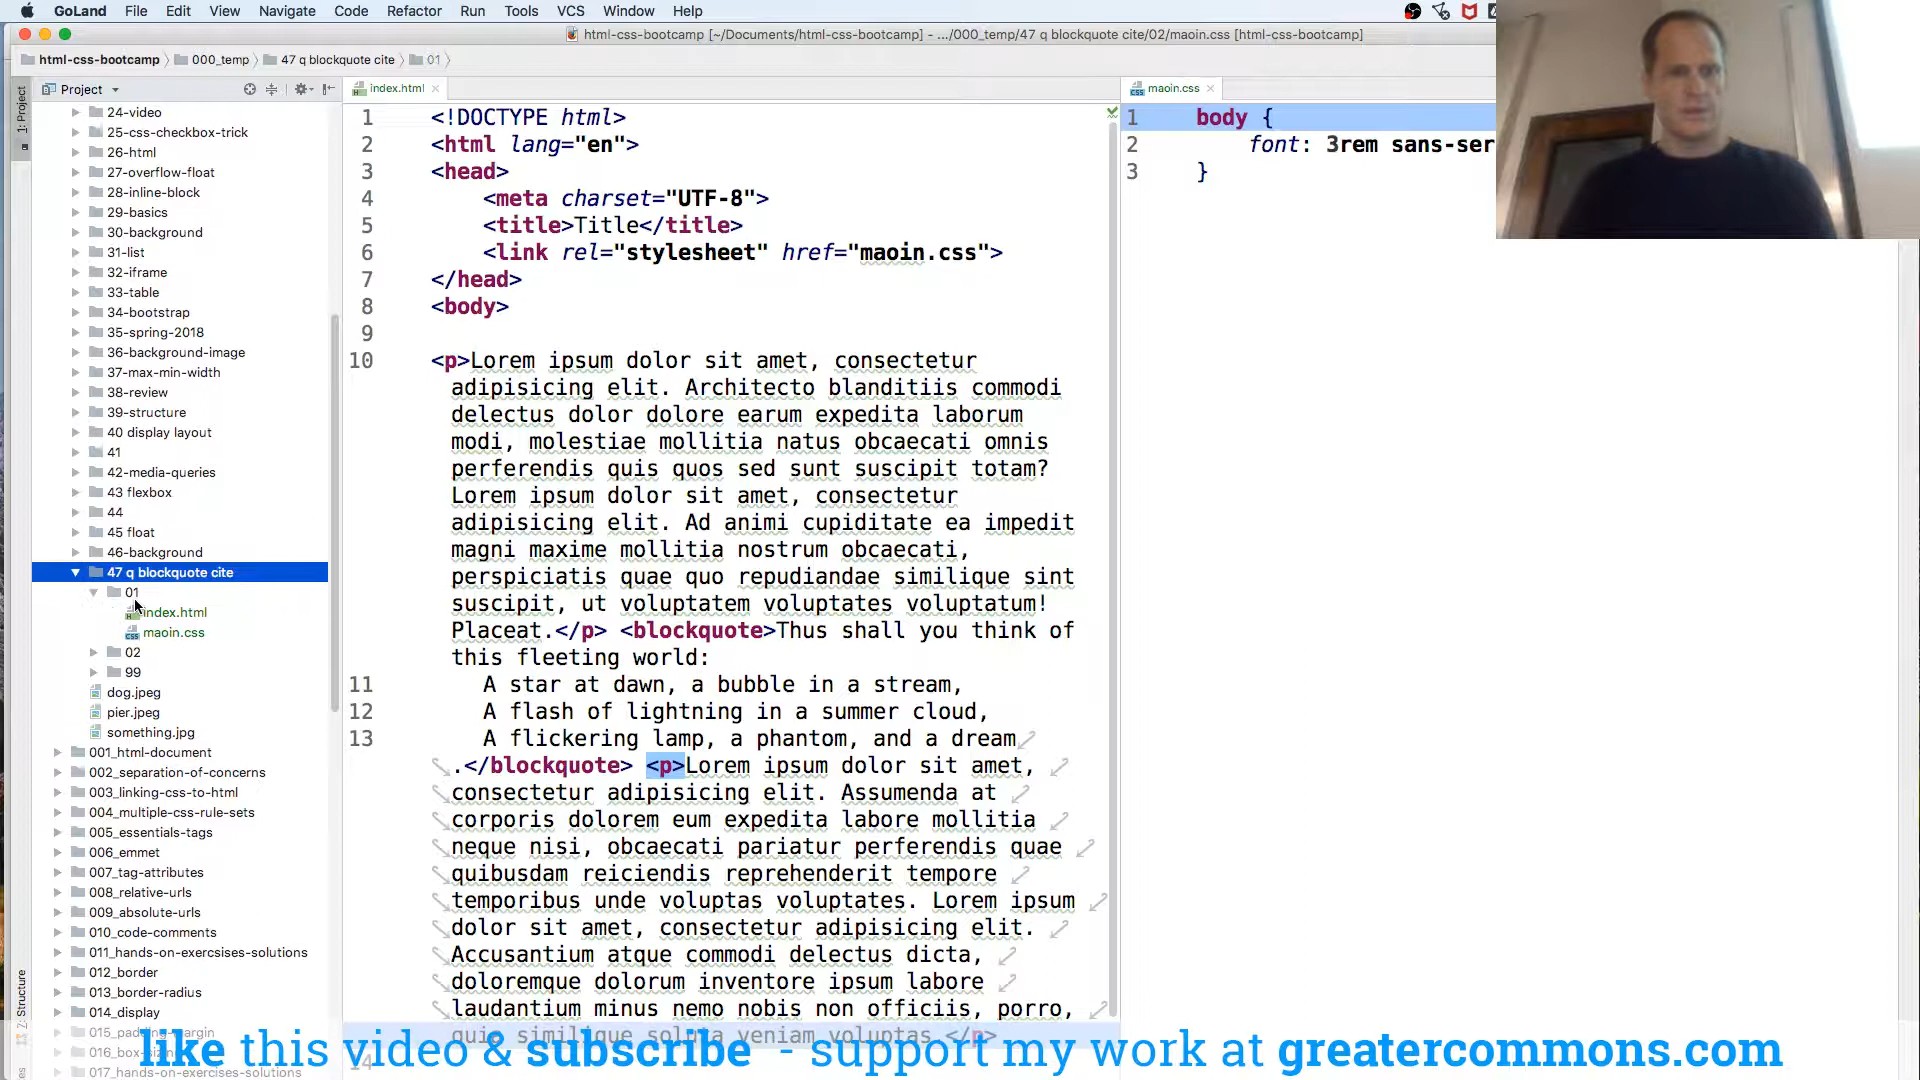 GoLand File Edit View Navigate Code Refactor Run Tools VCS Window Help
html-css-bootcamp [~/Documents/html-css-bootcamp] - .../000_temp/47 q blockquote cite/02/maoin.css [html-css-bootcamp]
html-css-bootcamp 000_temp 47 q blockquote cite 01
1: Project
Z: Structure
Project
24-video
25-css-checkbox-trick
26-html
27-overflow-float
28-inline-block
29-basics
30-background
31-list
32-iframe
33-table
34-bootstrap
35-spring-2018
36-background-image
37-max-min-width
38-review
39-structure
40 display layout
41
42-media-queries
43 flexbox
44
45 float
46-background
47 q blockquote cite
01
index.html
maoin.css
02
99
dog.jpeg
pier.jpeg
something.jpg
001_html-document
002_separation-of-concerns
003_linking-css-to-html
004_multiple-css-rule-sets
005_essentials-tags
006_emmet
007_tag-attributes
008_relative-urls
009_absolute-urls
010_code-comments
011_hands-on-exercsises-solutions
012_border
013_border-radius
014_display
015_padding-margin
017_hands-on-exercsises-solutions
index.html
1 <!DOCTYPE html>
2 <html lang="en">
3 <head>
4 <meta charset="UTF-8">
5 <title>Title</title>
6 <link rel="stylesheet" href="maoin.css">
7 </head>
8 <body>
9
10 <p>Lorem ipsum dolor sit amet, consectetur
adipisicing elit. Architecto blanditiis commodi
delectus dolor dolore earum expedita laborum
modi, molestiae mollitia natus obcaecati omnis
perferendis quis quos sed sunt suscipit totam?
Lorem ipsum dolor sit amet, consectetur
adipisicing elit. Ad animi cupiditate ea impedit
magni maxime mollitia nostrum obcaecati,
perspiciatis quae quo repudiandae similique sint
suscipit, ut voluptatem voluptates voluptatum!
Placeat.</p> <blockquote>Thus shall you think of
this fleeting world:
11 A star at dawn, a bubble in a stream,
12 A flash of lightning in a summer cloud,
13 A flickering lamp, a phantom, and a dream
.</blockquote> <p>Lorem ipsum dolor sit amet,
consectetur adipisicing elit. Assumenda at
corporis dolorem eum expedita labore mollitia
neque nisi, obcaecati pariatur perferendis quae
quibusdam reiciendis reprehenderit tempore
temporibus unde voluptas voluptates. Lorem ipsum
dolor sit amet, consectetur adipisicing elit.
Accusantium atque commodi delectus dicta,
doloremque dolorum inventore ipsum labore
laudantium minus nemo nobis non officiis, porro,
quia similique soluta veniam voluptas.</p>
14
maoin.css
1 body {
2 font: 3rem sans-ser
3 }
like this video & subscribe - support my work at greatercommons.com